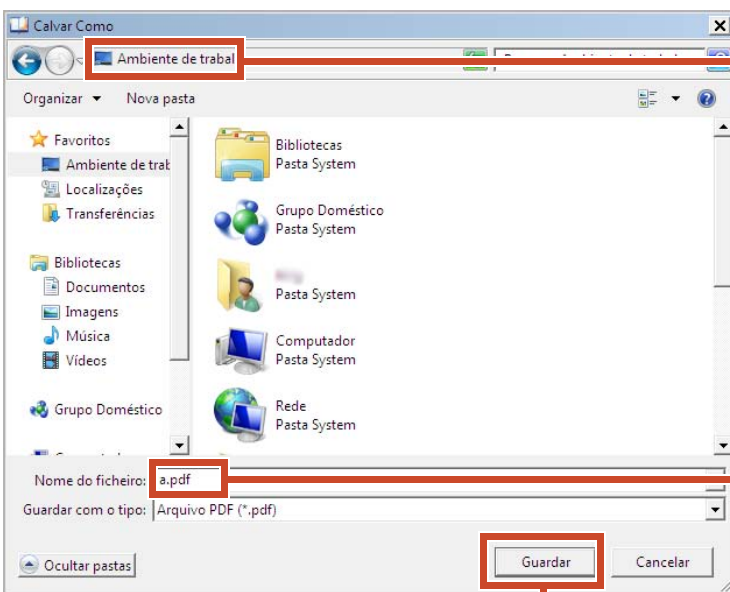 Calvar Como
Ambiente de trabal
Organizar Nova pasta
Favoritos
Ambiente de trab
Localizações
Transferências
Bibliotecas
Documentos
Imagens
Música
Vídeos
Grupo Doméstico
Bibliotecas
Pasta System
Grupo Doméstico
Pasta System
Pasta System
Computador
Pasta System
Rede
Pasta System
Nome do ficheiro: a.pdf
Guardar com o tipo: Arquivo PDF (*.pdf)
Ocultar pastas Guardar Cancelar